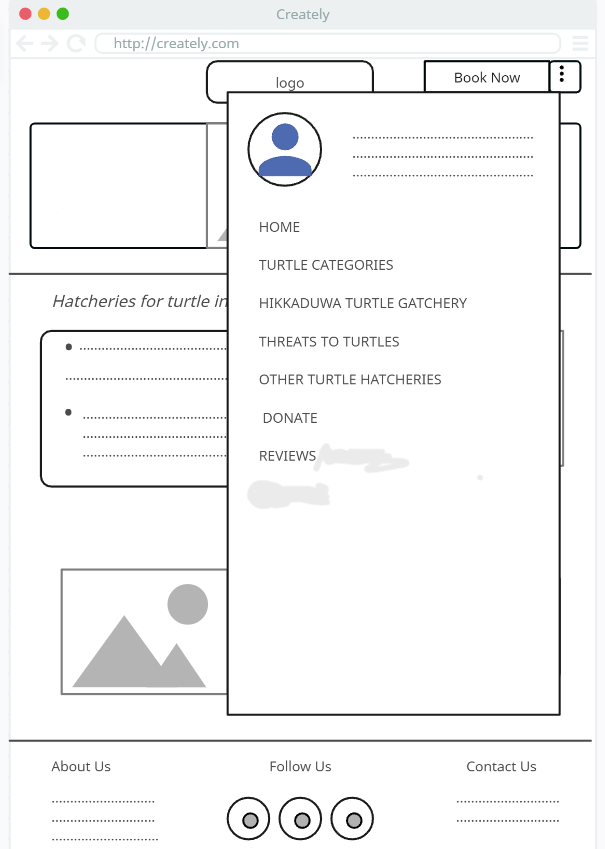 Creately
http://creately.com
logo
Book Now
HOME
TURTLE CATEGORIES
HIKKADUWA TURTLE GATCHERY
Hatcheries for turtle in
THREATS TO TURTLES
OTHER TURTLE HATCHERIES
DONATE
REVIEWS
About Us
Follow Us
Contact Us